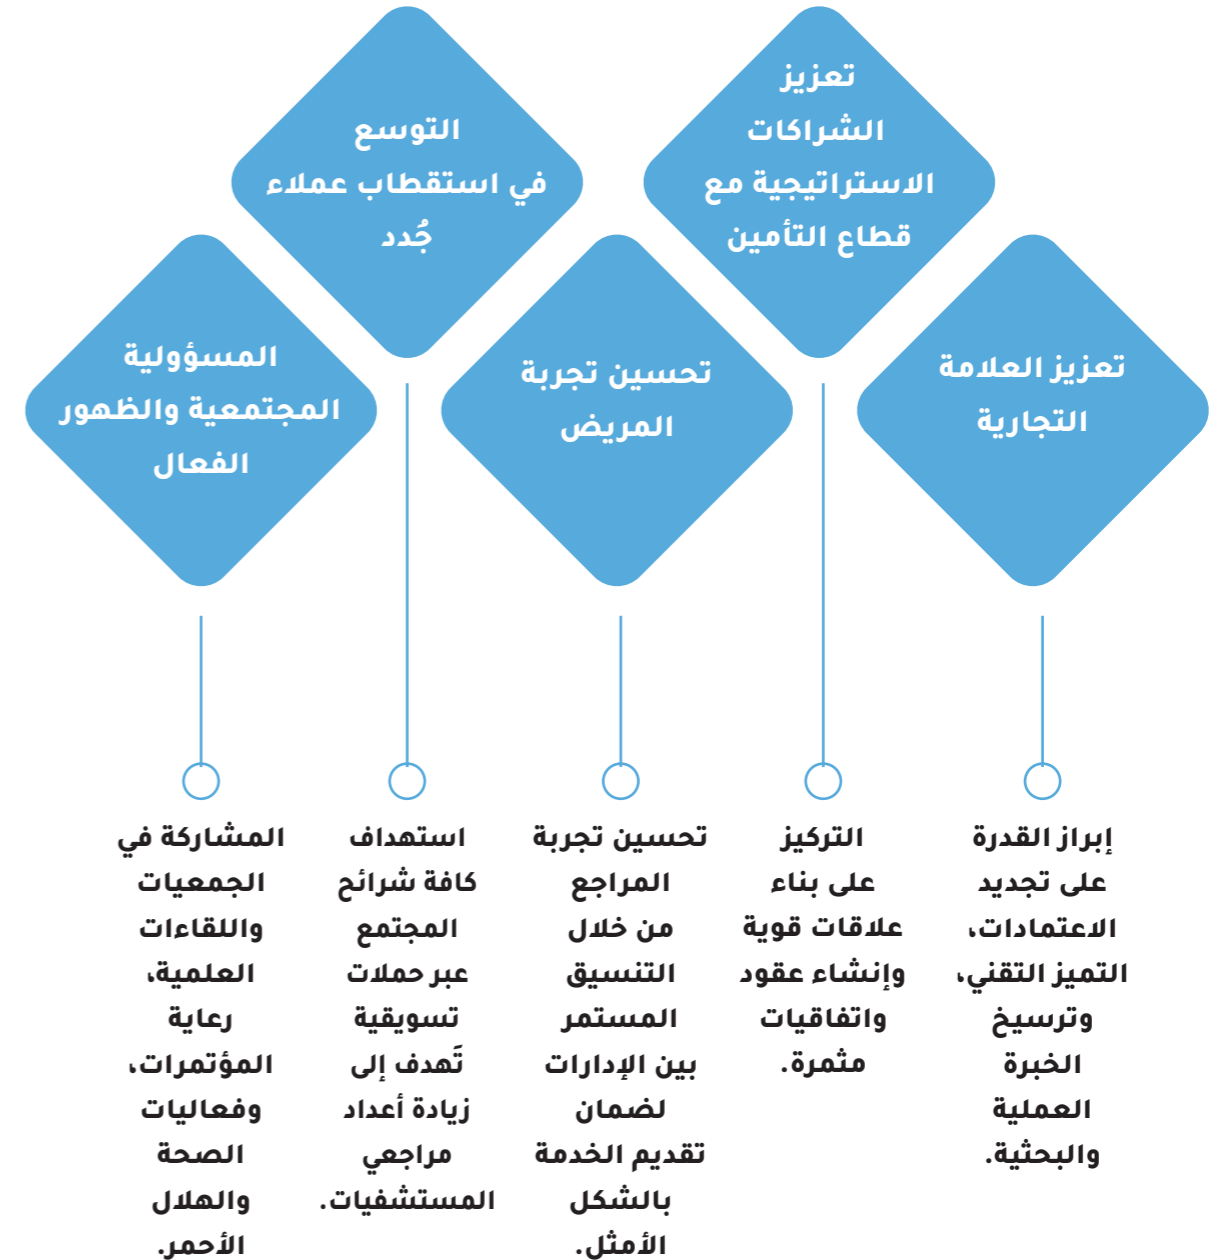 تعزيز
الشراكات
الاستراتيجية مع
قطاع التأمين
التوسع
في استقطاب عملاء
جُدد
تعزيز العلامة
التجارية
تحسين تجربة
المريض
المسؤولية
المجتمعية والظهور
الفعال
إبراز القدرة
على تجديد
الاعتمادات،
التميز التقني،
وترسيخ
الخبرة
العملية
والبحثية.
التركيز
على بناء
علاقات قوية
وإنشاء عقود
واتفاقيات
مثمرة.
تحسين تجربة
المراجع
من خلال
التنسيق
المستمر
بين الإدارات
لضمان
تقديم الخدمة
بالشكل
الأمثل.
استهداف
كافة شرائح
المجتمع
عبر حملات
تسويقية
تَهدف إلى
زيادة أعداد
مراجعي
المستشفيات.
المشاركة في
الجمعيات
واللقاءات
العلمية،
رعاية
المؤتمرات،
وفعاليات
الصحة
والهلال
الأحمر.